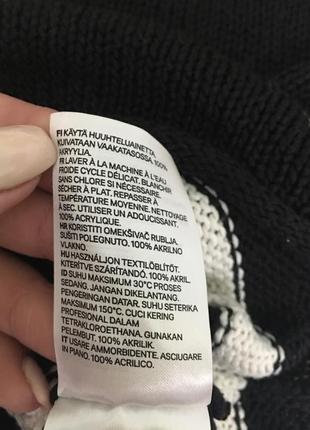 FI KÄYTÄ HUUHTELUAINETTA
KUIVATAAN VAAKATASOSSA. 100%
AKRYYLIA.
FR LAVER À LA MACHINE À L'EAU
FROIDE CYCLE DÉLICAT. BLANCHIR
SANS CHLORE SI NÉCESSAIRE.
SÉCHER À PLAT. REPASSER À
TEMPÉRATURE MOYENNE. NETTOYAGE
À SEC. UTILISER UN ADOUCISSANT.
100% ACRYLIQUE.
HR KORISTITI OMEKŠIVAČ RUBLJA.
SUŠITI POLEGNUTO. 100% AKRILNO
VLAKNO.
HU HASZNÁLJON TEXTILÖBLÍTŐT.
KITERÍTVE SZÁRÍTANDÓ. 100% AKRIL.
ID SUHU MAKSIMUM 30°C PROSES
SEDANG. JANGAN DIKELANTANG.
PENGERINGAN DATAR. SUHU SETERIKA
MAKSIMUM 150°C. CUCI KERING
PROFESIONAL DALAM
TETRAKLOROETHANA. GUNAKAN
PELEMBUT. 100% AKRILIK.
IT USARE AMMORBIDENTE. ASCIUGARE
IN PIANO. 100% ACRILICO.